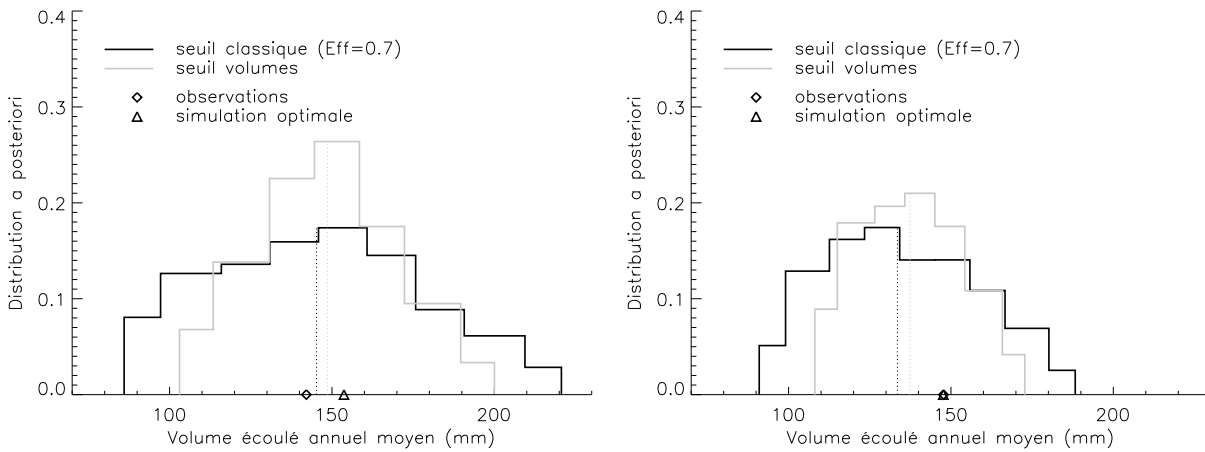 0.4
seuil classique (Eff=0.7)
seuil volumes
observations
simulation optimale
0.3
0.2
0.1
0.0
Distribution a posteriori
100 150 200
Volume écoulé annuel moyen (mm)
0.4
seuil classique (Eff=0.7)
seuil volumes
observations
simulation optimale
0.3
0.2
0.1
0.0
Distribution a posteriori
100 150 200
Volume écoulé annuel moyen (mm)